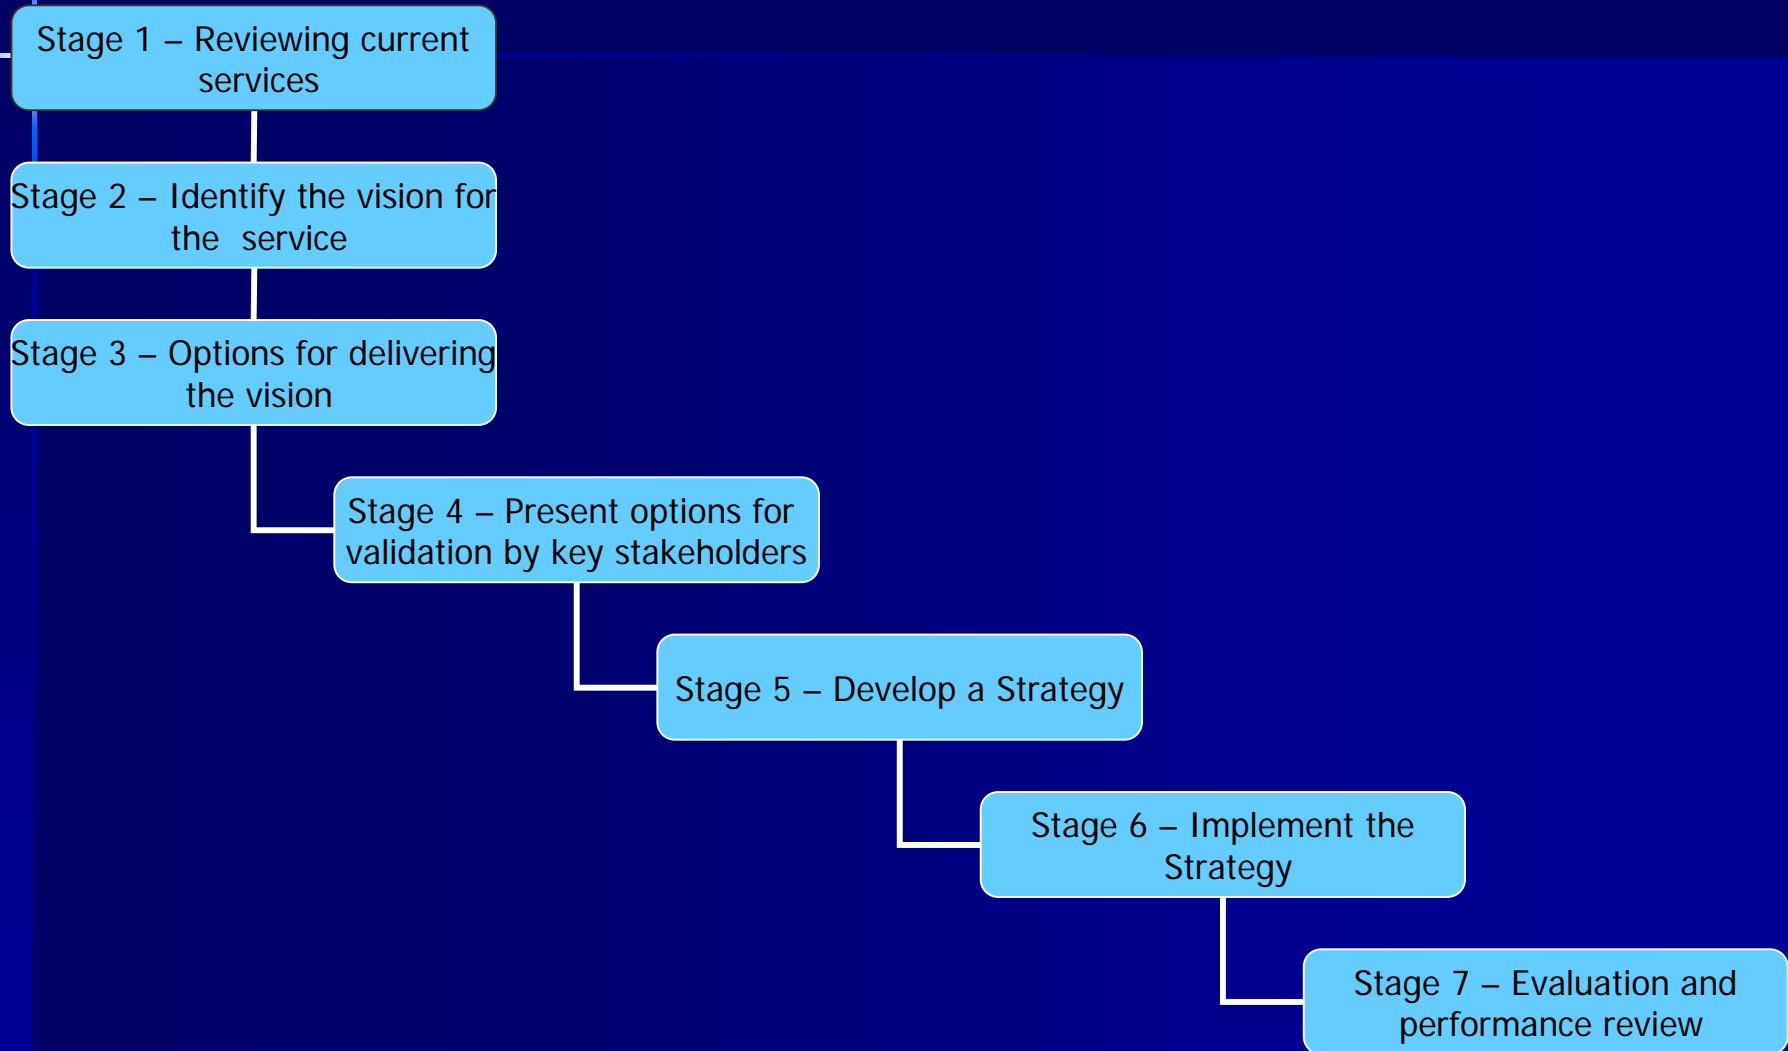 Stage 1 – Reviewing current
services
Stage 2 – Identify the vision for
the  service
Stage 3 – Options for delivering
the vision
Stage 4 – Present options for
validation by key stakeholders
Stage 5 – Develop a Strategy
Stage 6 – Implement the
Strategy
Stage 7 – Evaluation and
performance review